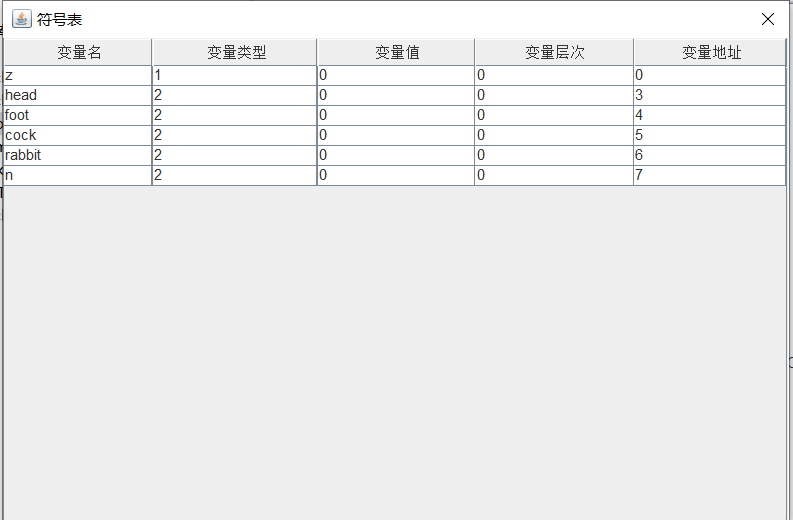 符号表
变量名 变量类型 变量值 变量层次 变量地址
z 1 0 0 0
head 2 0 0 3
foot 2 0 0 4
cock 2 0 0 5
rabbit 2 0 0 6
n 2 0 0 7